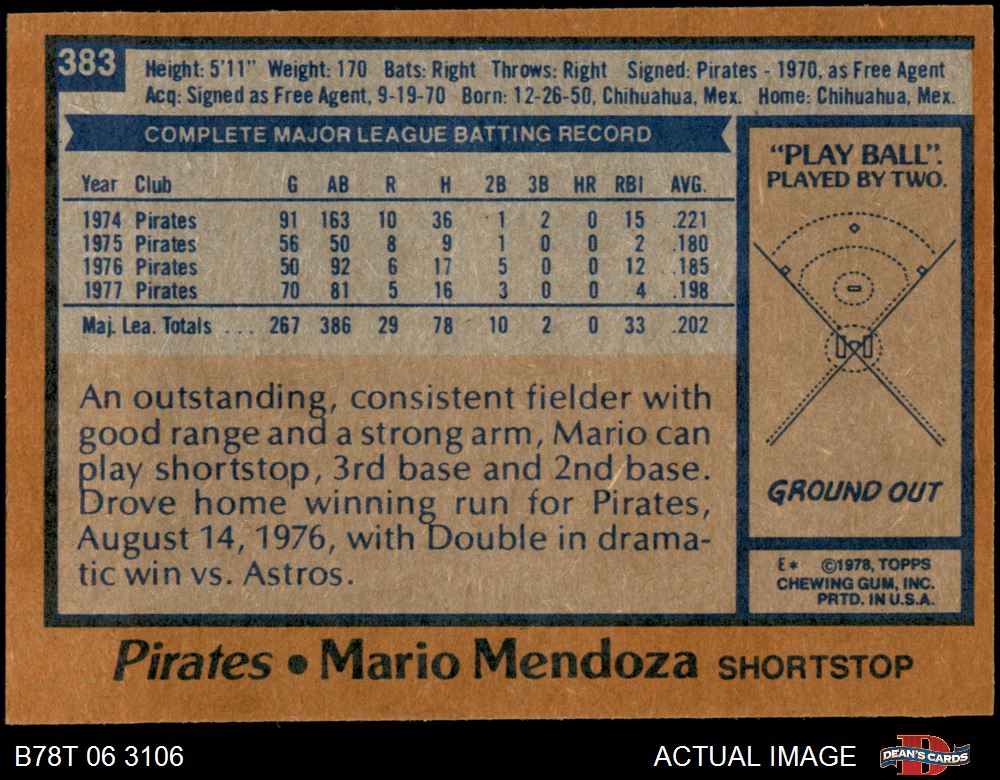 383
Height: 5'11" Weight: 170 Bats: Right Throws: Right Signed: Pirates - 1970, as Free Agent
Acq: Signed as Free Agent, 9-19-70 Born: 12-26-50, Chihuahua, Mex. Home: Chihuahua, Mex.
COMPLETE MAJOR LEAGUE BATTING RECORD
Year Club G AB R H 2B 3B HR RBI AVG.
1974 Pirates 91 163 10 36 1 2 0 15 .221
1975 Pirates 56 50 8 9 1 0 0 2 .180
1976 Pirates 50 92 6 17 5 0 0 12 .185
1977 Pirates 70 81 5 16 3 0 0 4 .198
Maj. Lea. Totals ... 267 386 29 78 10 2 0 33 .202
An outstanding, consistent fielder with
good range and a strong arm, Mario can
play shortstop, 3rd base and 2nd base.
Drove home winning run for Pirates,
August 14, 1976, with Double in drama-
tic win vs. Astros.
"PLAY BALL".
PLAYED BY TWO.
GROUND OUT
E* ©1978, TOPPS
CHEWING GUM, INC.
PRTD. IN U.S.A.
Pirates • Mario Mendoza SHORTSTOP
B78T 06 3106
ACTUAL IMAGE
D
DEAN'S CARDS